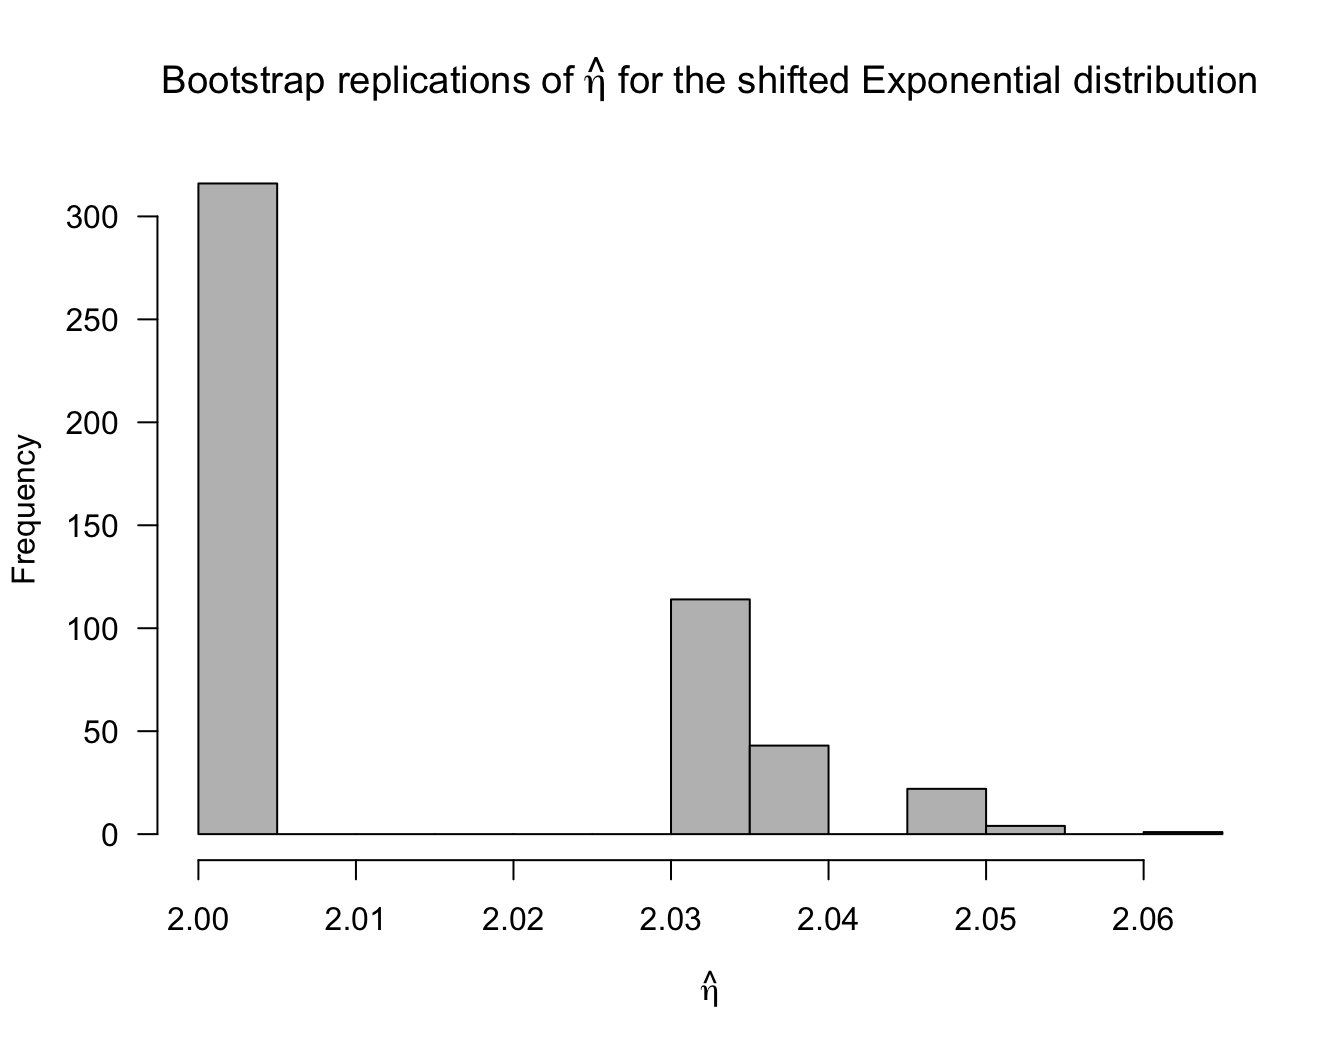 Bootstrap replications of η̂ for the shifted Exponential distribution
Frequency
300
250
200
150
100
50
0
2.00 2.01 2.02 2.03 2.04 2.05 2.06
η̂